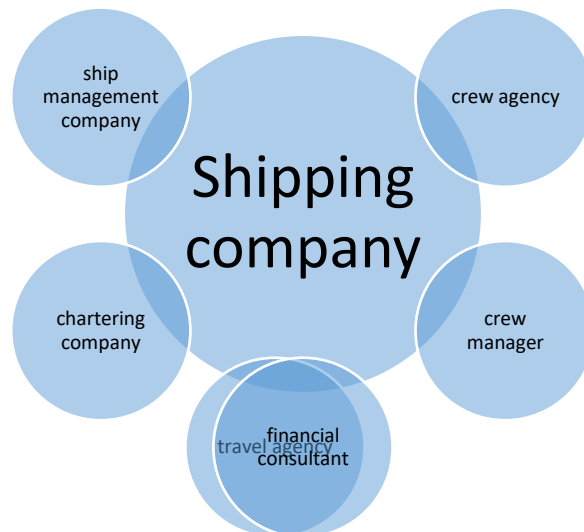 ship
management
company
crew agency
Shipping
company
chartering
company
crew
manager
travel agency
financial
consultant